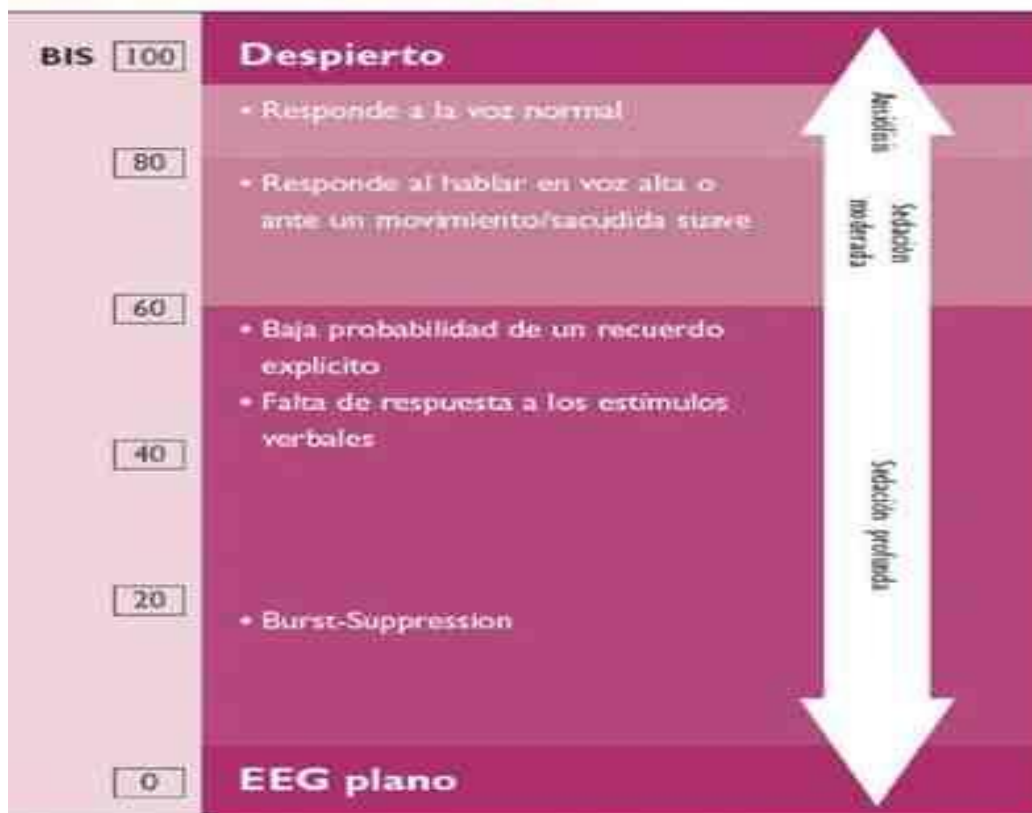 BIS 100 Despierto
• Responde a la voz normal
80
• Responde al hablar en voz alta o
ante un movimiento/sacudida suave
60
• Baja probabilidad de un recuerdo
explícito
• Falta de respuesta a los estímulos
verbales
40
20
• Burst-Suppression
0 EEG plano
Ansiólisis
Sedación
moderada
Sedación profunda